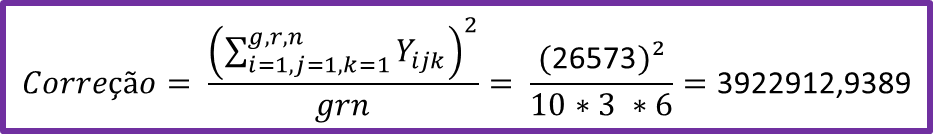 Correção = (∑_{i=1,j=1,k=1}^{g,r,n} Y_{ijk})^2 / grn = (26573)^2 / 10 * 3 * 6 = 3922912,9389